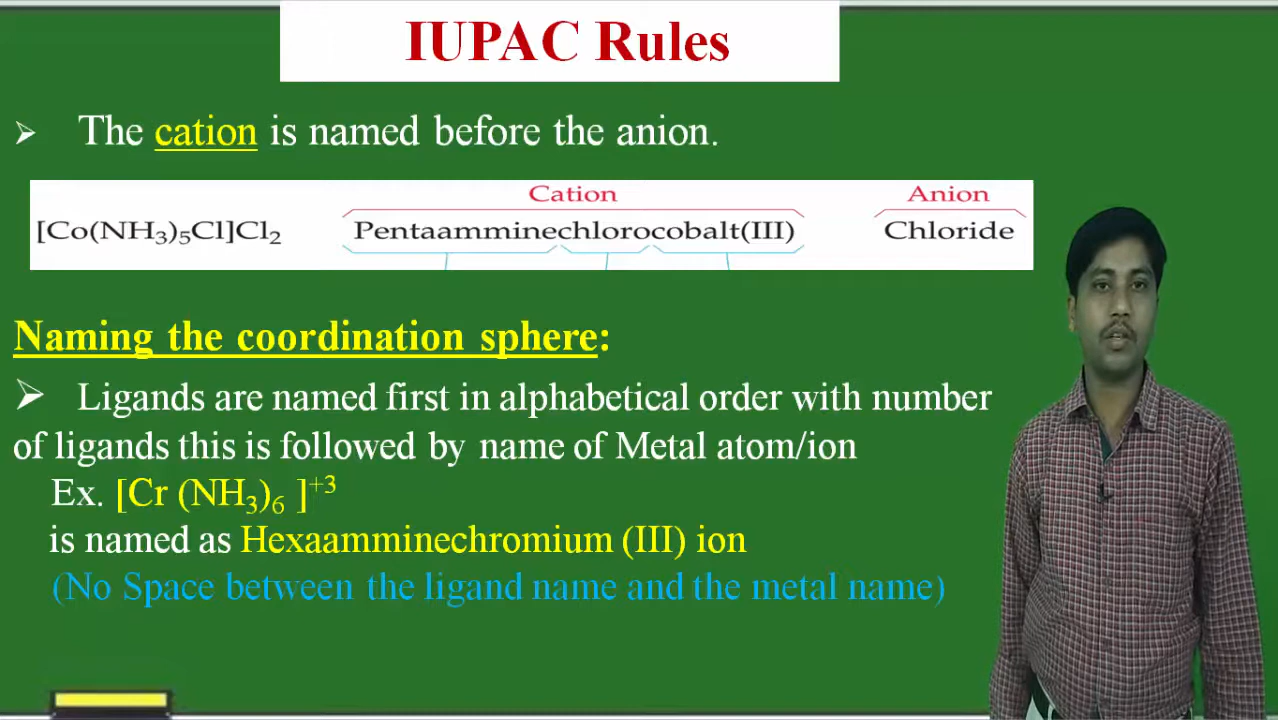 IUPAC Rules
➢ The cation is named before the anion.
Cation Anion
[Co(NH₃)₅Cl]Cl₂ Pentaamminechlorocobalt(III) Chloride
Naming the coordination sphere:
➢ Ligands are named first in alphabetical order with number
of ligands this is followed by name of Metal atom/ion
Ex. [Cr (NH₃)₆ ]⁺³
is named as Hexaamminechromium (III) ion
(No Space between the ligand name and the metal name)